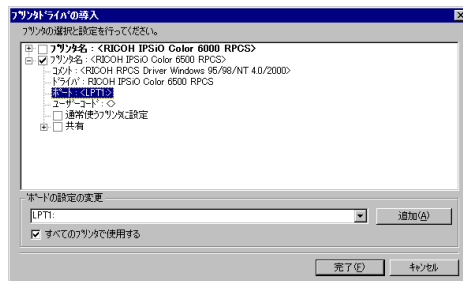 プリンタドライバの導入
プリンタの選択と設定を行ってください。
プリンタ名 : <RICOH IPSiO Color 6000 RPCS>
プリンタ名 : <RICOH IPSiO Color 6500 RPCS>
コメント : <RICOH RPCS Driver Windows 95/98/NT 4.0/2000>
ドライバ : RICOH IPSiO Color 6500 RPCS
ポート : <LPT1:>
ユーザーコード : <>
通常使うプリンタに設定
共有
ポートの設定の変更
LPT1:
追加(A)
すべてのプリンタで使用する
完了(F)
キャンセル